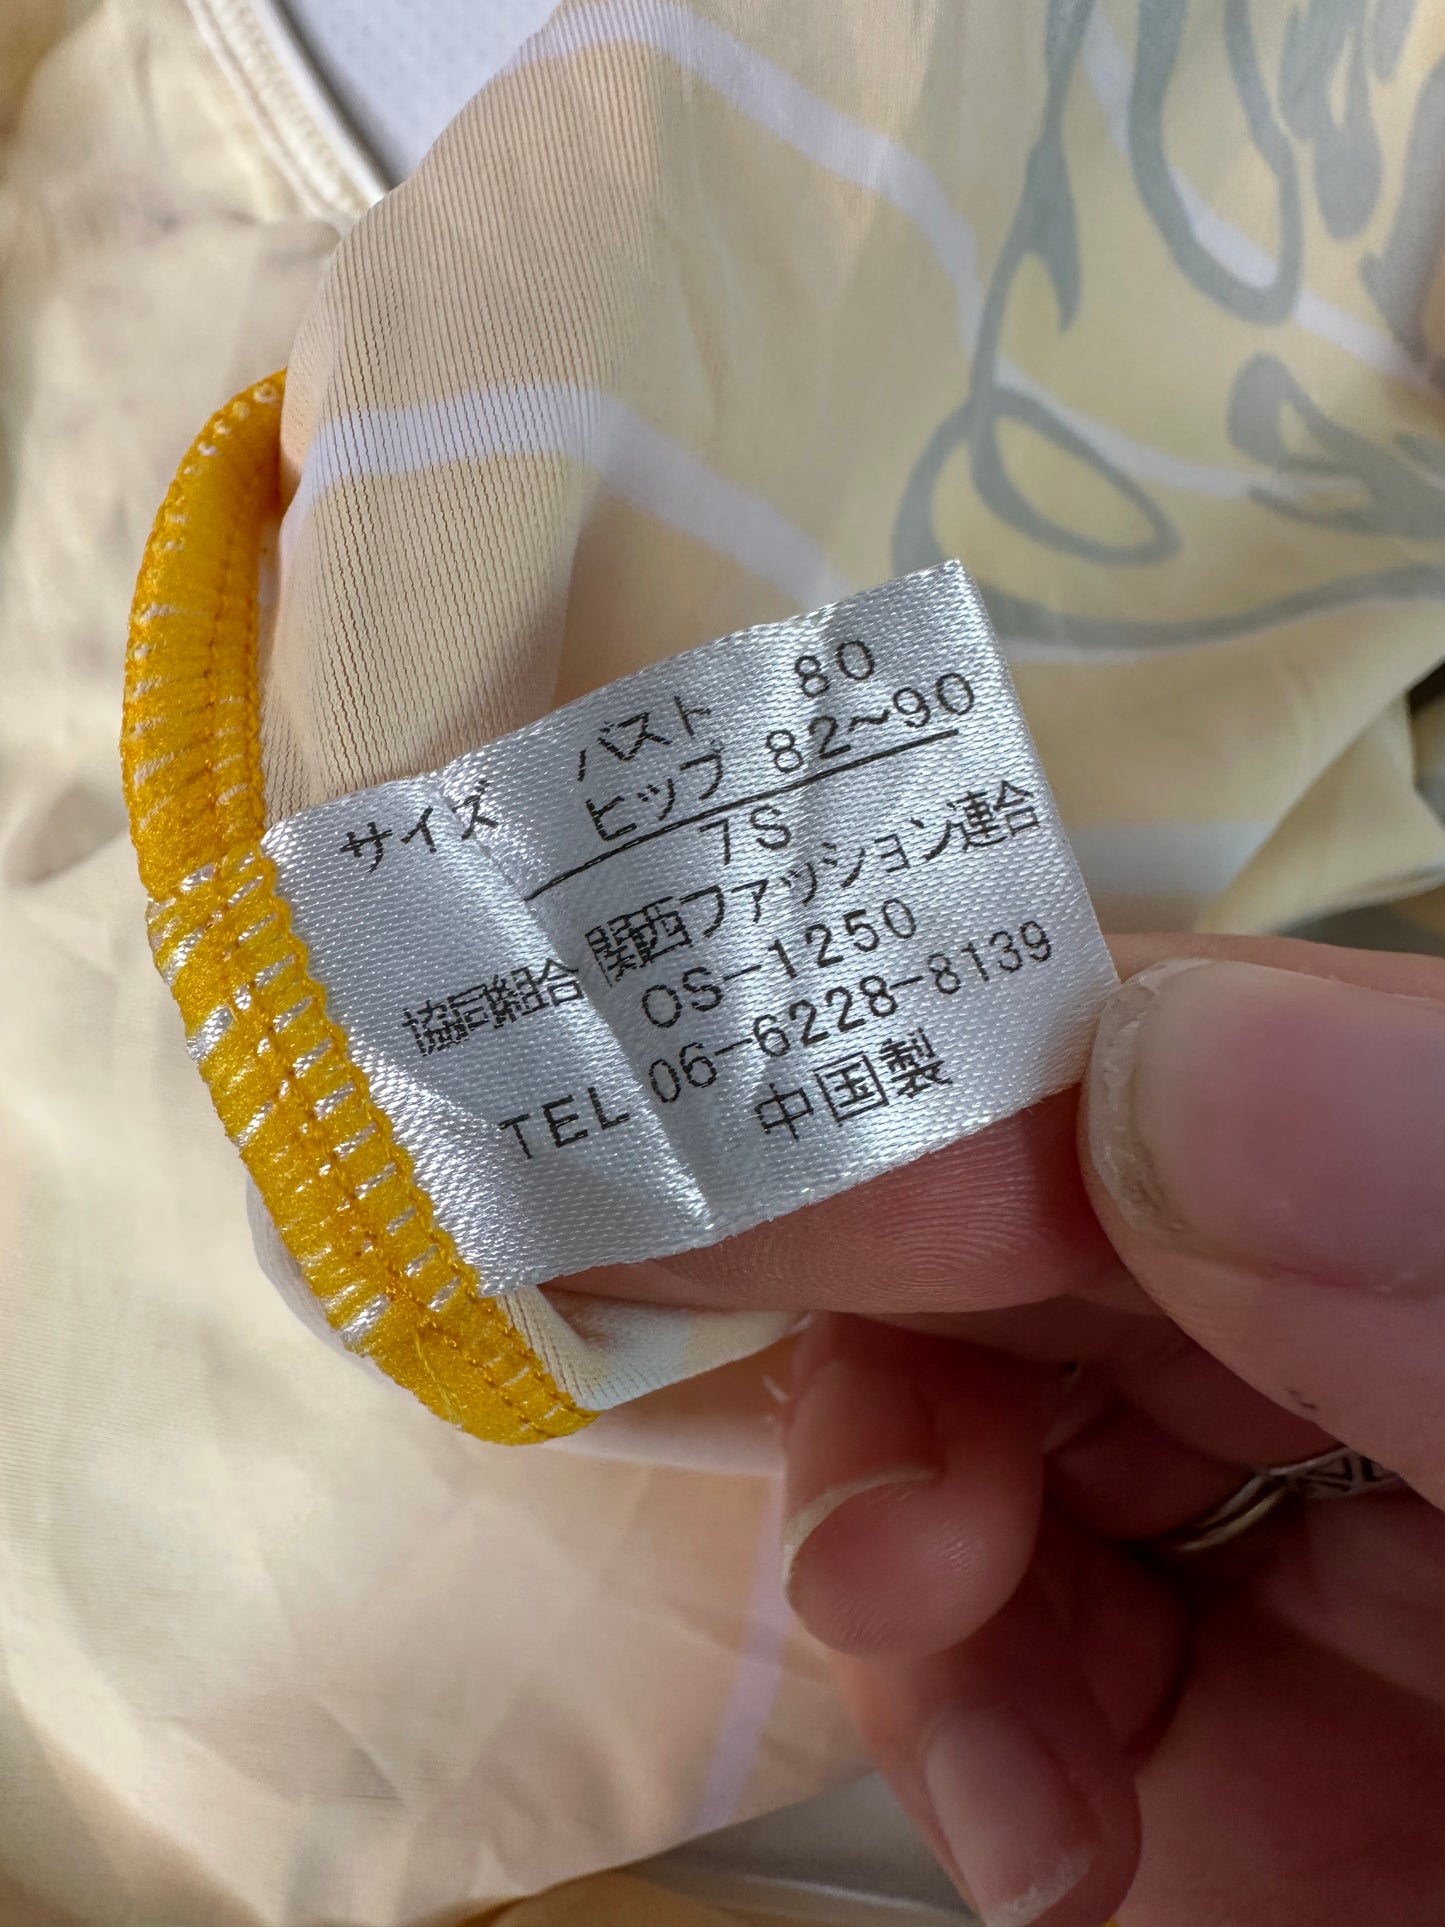 サイズ バスト 80
ヒップ 82~90
7S
協同組合 関西ファッション連合
OS-1250
TEL 06-6228-8139
中国製